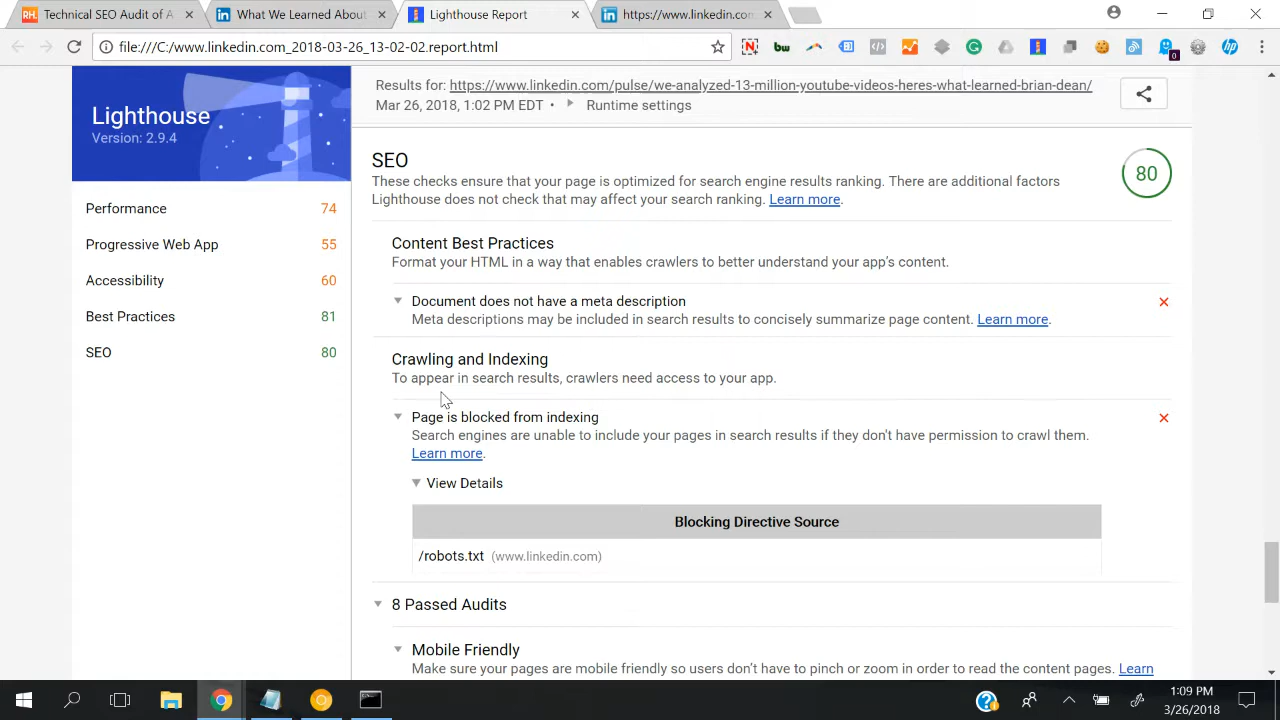 RH. Technical SEO Audit of A
What We Learned About
Lighthouse Report
https://www.linkedin.com
file:///C:/www.linkedin.com_2018-03-26_13-02-02.report.html
Lighthouse
Version: 2.9.4
Performance 74
Progressive Web App 55
Accessibility 60
Best Practices 81
SEO 80
Results for: https://www.linkedin.com/pulse/we-analyzed-13-million-youtube-videos-heres-what-learned-brian-dean/
Mar 26, 2018, 1:02 PM EDT • Runtime settings
SEO
80
These checks ensure that your page is optimized for search engine results ranking. There are additional factors
Lighthouse does not check that may affect your search ranking. Learn more.
Content Best Practices
Format your HTML in a way that enables crawlers to better understand your app's content.
Document does not have a meta description
Meta descriptions may be included in search results to concisely summarize page content. Learn more.
Crawling and Indexing
To appear in search results, crawlers need access to your app.
Page is blocked from indexing
Search engines are unable to include your pages in search results if they don't have permission to crawl them.
Learn more.
View Details
Blocking Directive Source
/robots.txt (www.linkedin.com)
8 Passed Audits
Mobile Friendly
Make sure your pages are mobile friendly so users don't have to pinch or zoom in order to read the content pages. Learn
1:09 PM
3/26/2018